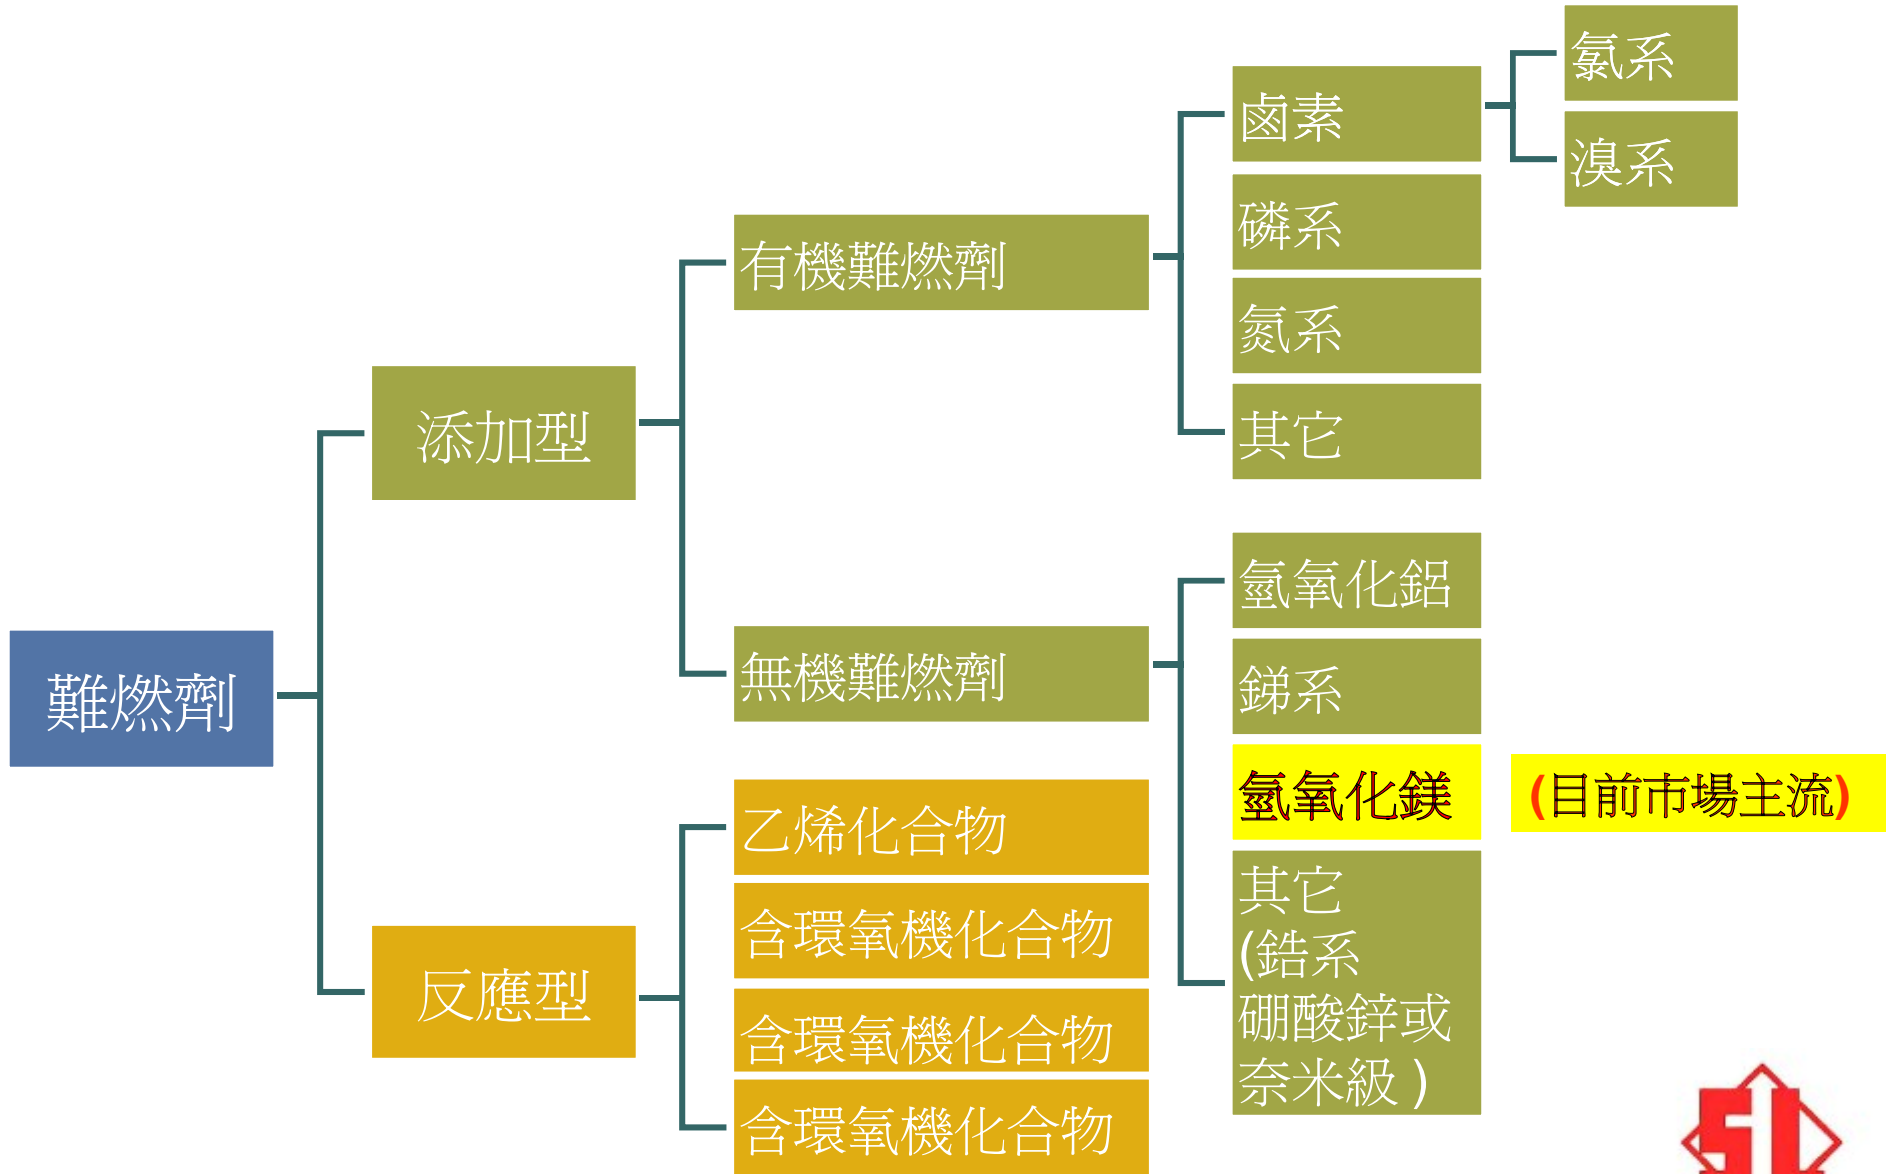 難燃劑
添加型
有機難燃劑
鹵素
氯系
溴系
磷系
氮系
其它
無機難燃劑
氫氧化鋁
銻系
氫氧化鎂
(目前市場主流)
其它
(鋯系
硼酸鋅或
奈米級 )
反應型
乙烯化合物
含環氧機化合物
含環氧機化合物
含環氧機化合物